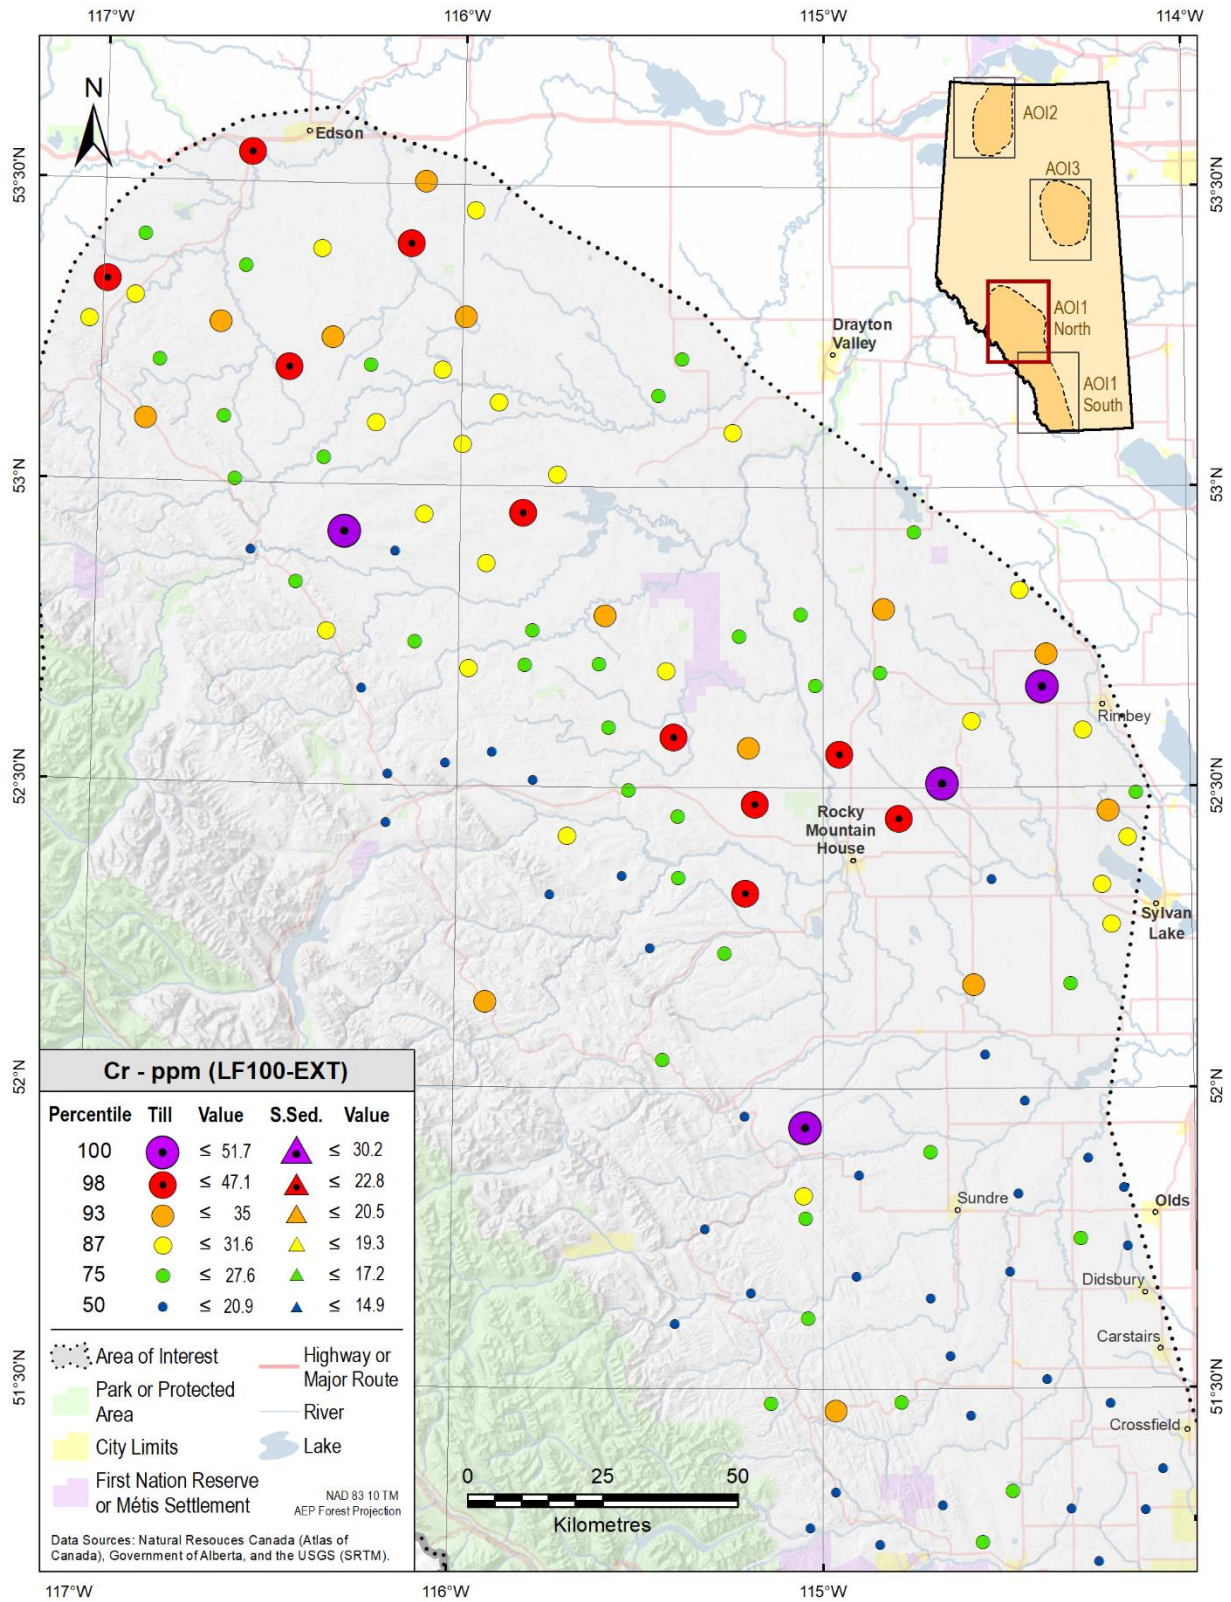 117°W 116°W 115°W 114°W
N
Edson
53°30'N 53°30'N
AOI2
AOI3
AOI1
North
AOI1
South
Drayton
Valley
53°N 53°N
Rimbey
52°30'N 52°30'N
Rocky
Mountain
House
Sylvan
Lake
52°N 52°N
Sundre
Olds
Didsbury
Carstairs
51°30'N 51°30'N
Crossfield
Cr - ppm (LF100-EXT)
Percentile Till Value S.Sed. Value
100 ≤ 51.7 ≤ 30.2
98 ≤ 47.1 ≤ 22.8
93 ≤ 35 ≤ 20.5
87 ≤ 31.6 ≤ 19.3
75 ≤ 27.6 ≤ 17.2
50 ≤ 20.9 ≤ 14.9
Area of Interest
Park or Protected
Area
City Limits
First Nation Reserve
or Métis Settlement
Highway or
Major Route
River
Lake
NAD 83 10 TM
AEP Forest Projection
Data Sources: Natural Resouces Canada (Atlas of
Canada), Government of Alberta, and the USGS (SRTM).
0 25 50
Kilometres
117°W 116°W 115°W